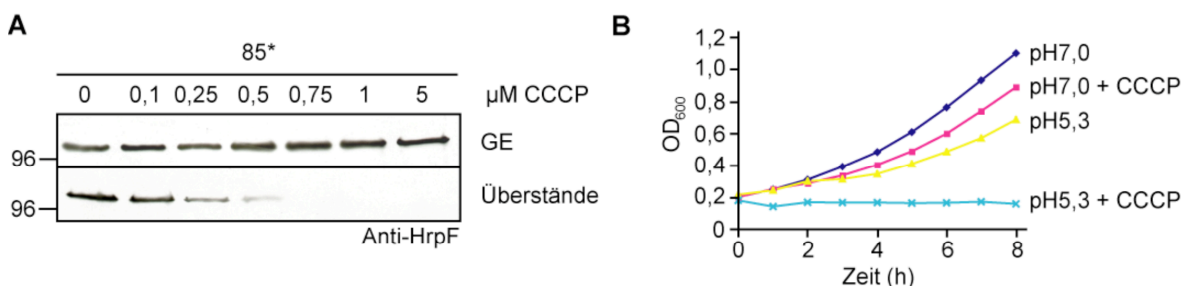 A
85*
0 0,1 0,25 0,5 0,75 1 5 µM CCCP
96 GE
96 Überstände
Anti-HrpF
B
1,2
1,0
0,8
0,6
0,4
0,2
0
OD600
0 2 4 6 8
Zeit (h)
pH7,0
pH7,0 + CCCP
pH5,3
pH5,3 + CCCP